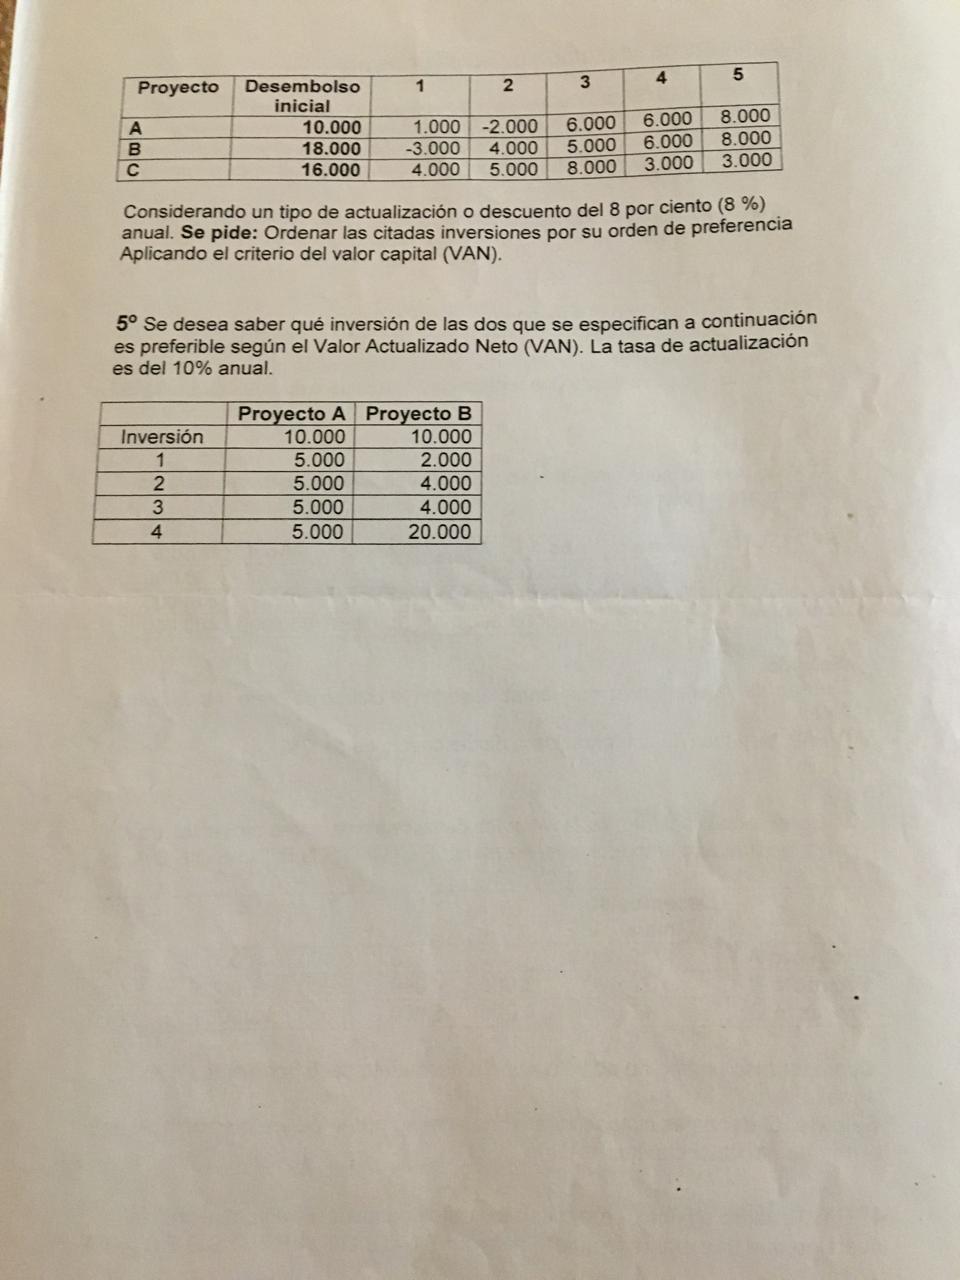 Proyecto Desembolso inicial 1 2 3 4 5
A 10.000 1.000 -2.000 6.000 6.000 8.000
B 18.000 -3.000 4.000 5.000 6.000 8.000
C 16.000 4.000 5.000 8.000 3.000 3.000
Considerando un tipo de actualización o descuento del 8 por ciento (8 %)
anual. Se pide: Ordenar las citadas inversiones por su orden de preferencia
Aplicando el criterio del valor capital (VAN).
5º Se desea saber qué inversión de las dos que se especifican a continuación
es preferible según el Valor Actualizado Neto (VAN). La tasa de actualización
es del 10% anual.
Proyecto A Proyecto B
Inversión 10.000 10.000
1 5.000 2.000
2 5.000 4.000
3 5.000 4.000
4 5.000 20.000